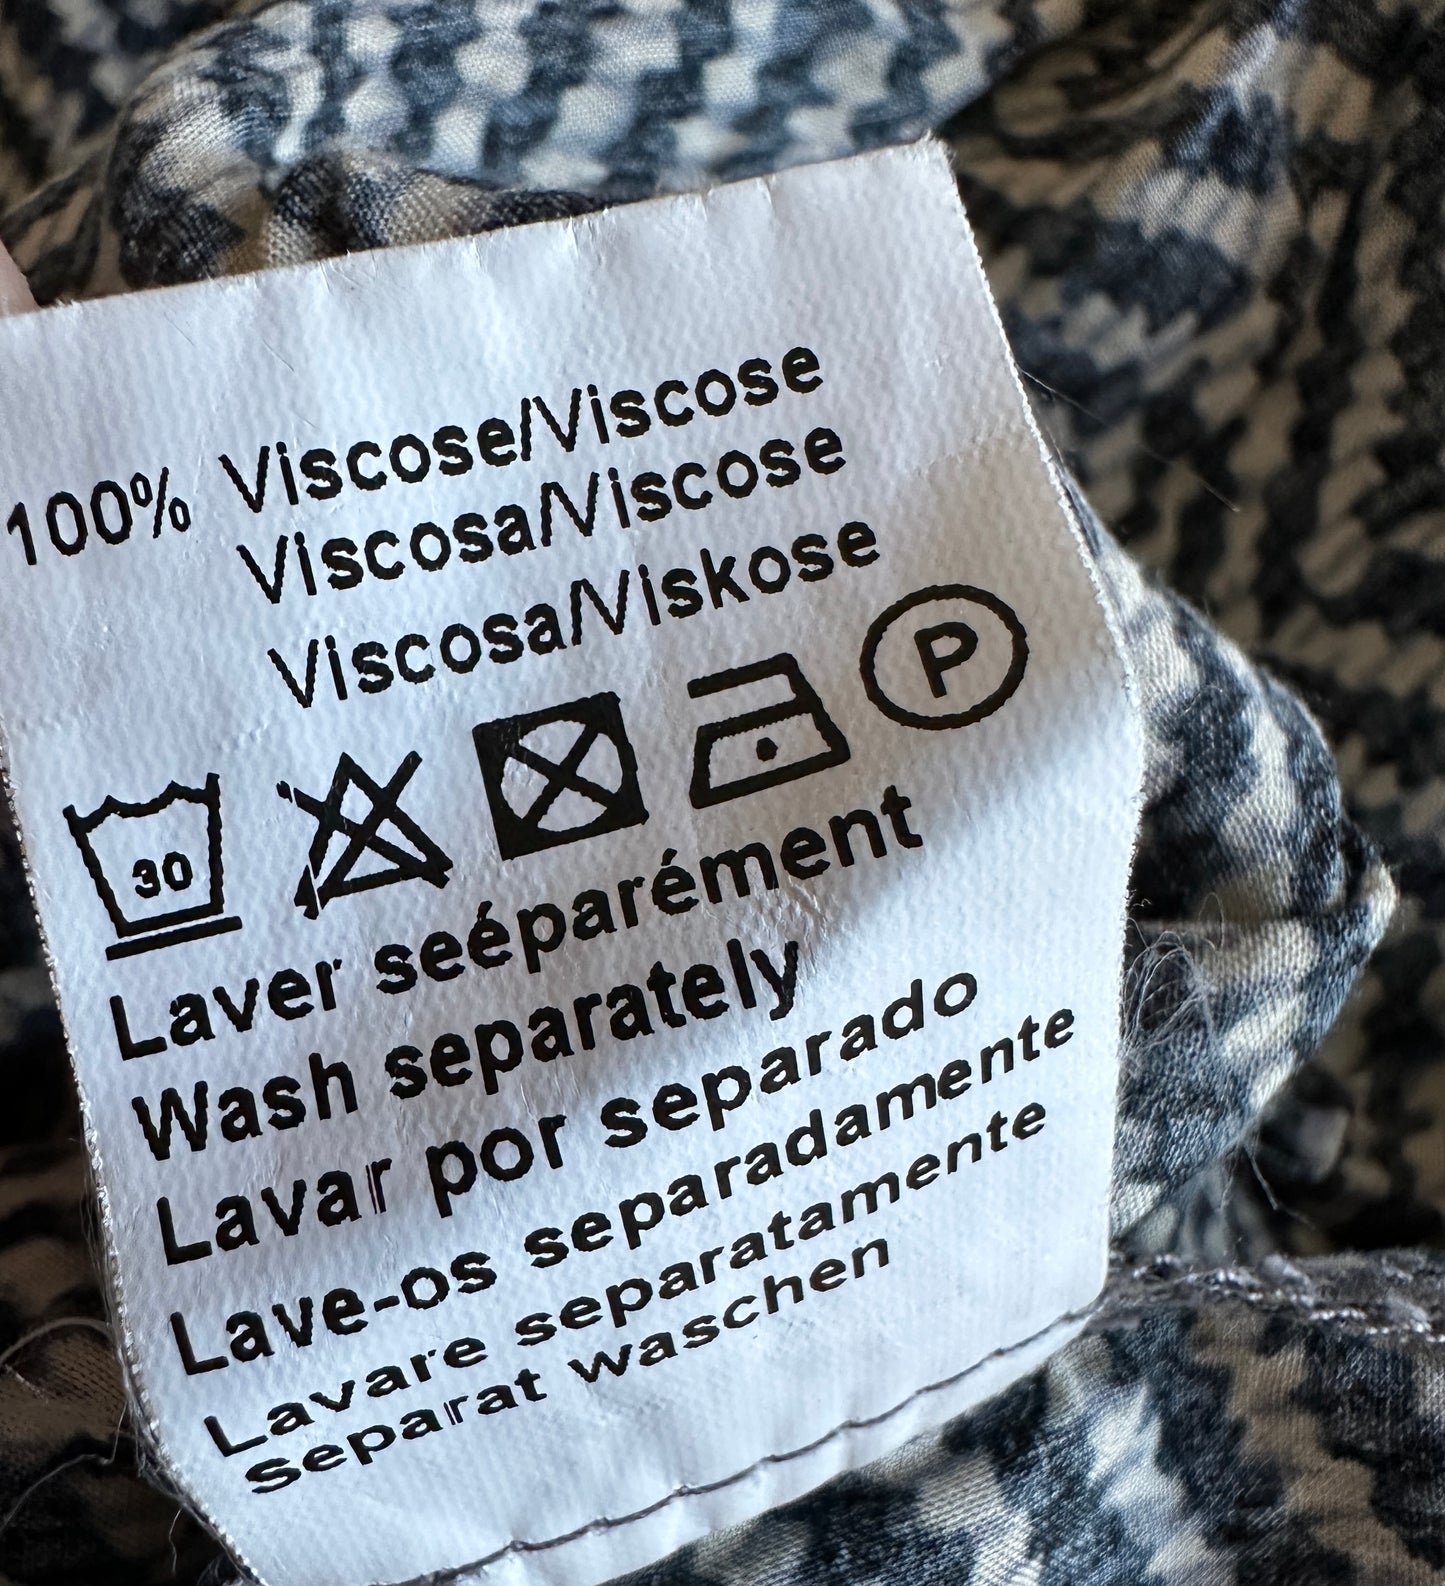 100% Viscose/Viscose
Viscosa/Viscose
Viscosa/Viskose
30 P
Laver seéparément
Wash separately
Lavar por separado
Lave-os separadamente
Lavare separatamente
Separat waschen